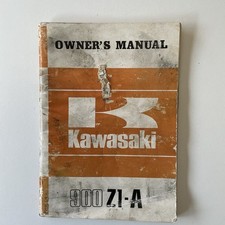 OWNER'S MANUAL
Kawasaki
900 Z1-A